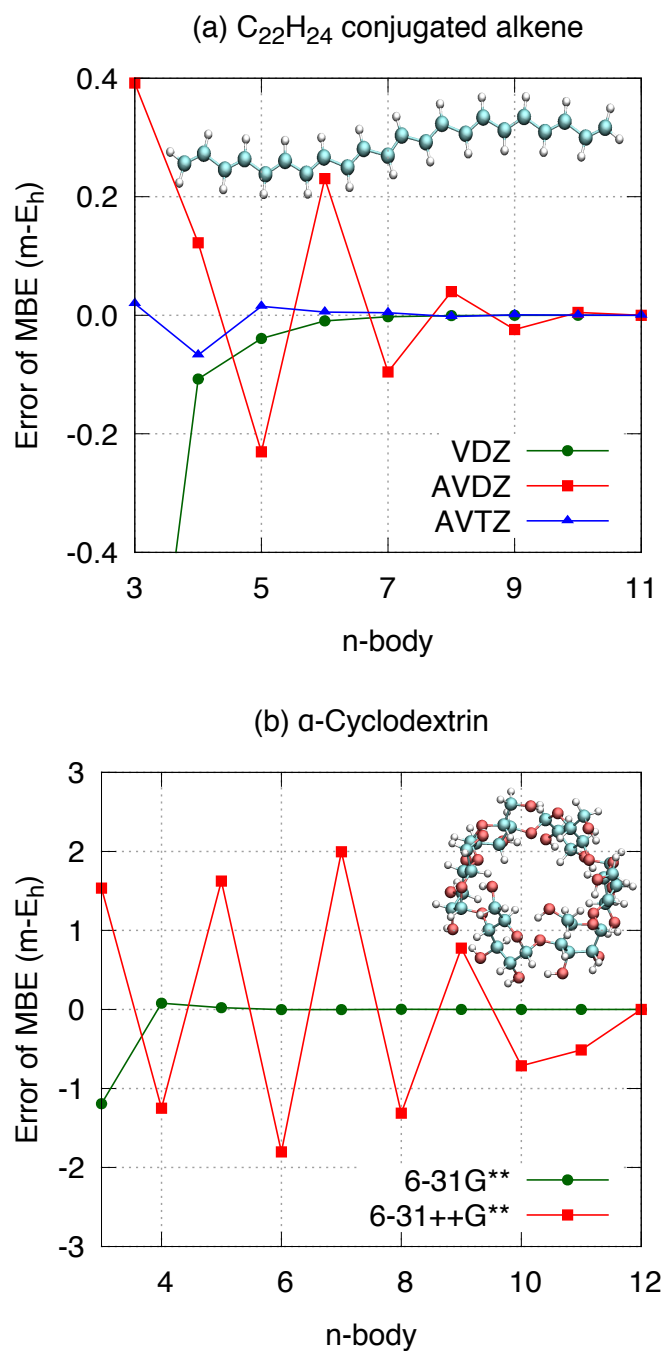 (a) C₂₂H₂₄ conjugated alkene
0.4
0.2
0.0
-0.2
-0.4
Error of MBE (m-Eₕ)
VDZ
AVDZ
AVTZ
3 5 7 9 11
n-body
(b) α-Cyclodextrin
3
2
1
0
-1
-2
-3
Error of MBE (m-Eₕ)
6-31G**
6-31++G**
4 6 8 10 12
n-body